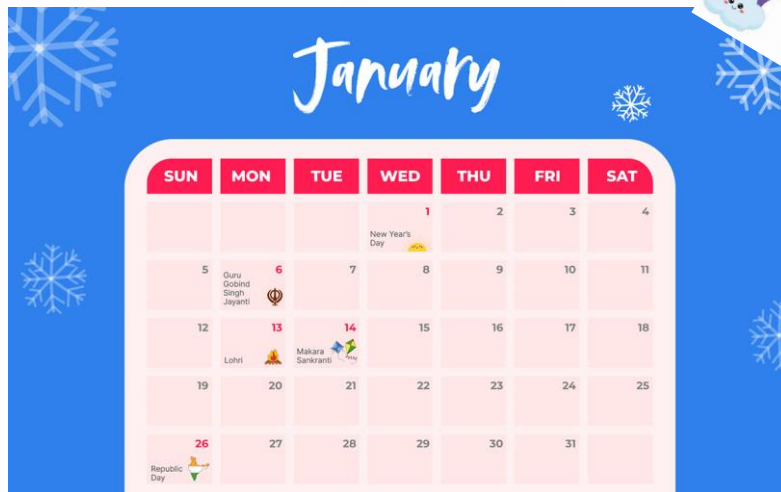 January
SUN MON TUE WED THU FRI SAT
1 2 3 4
New Year's
Day
5 6 7 8 9 10 11
Guru
Gobind
Singh
Jayanti
12 13 14 15 16 17 18
Lohri
Makara
Sankranti
19 20 21 22 23 24 25
26 27 28 29 30 31
Republic
Day